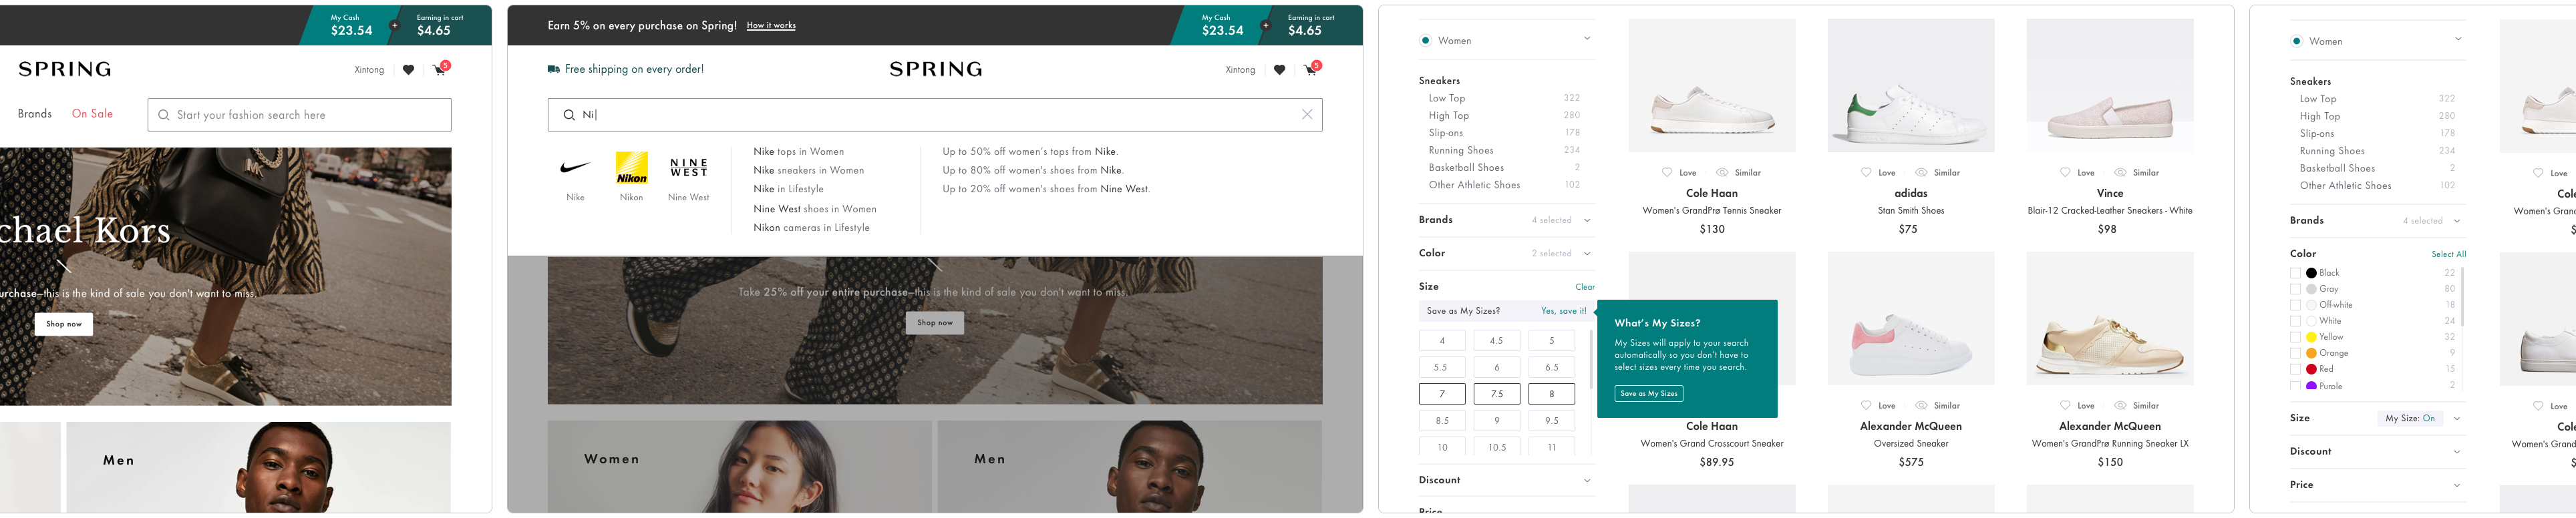 My Cash
$23.54
+
Earning in cart
$4.65
SPRING
Xintong
5
Brands
On Sale
Start your fashion search here
chael Kors
urchase—this is the kind of sale you don't want to miss.
Shop now
Men
Earn 5% on every purchase on Spring!
How it works
My Cash
$23.54
+
Earning in cart
$4.65
Free shipping on every order!
SPRING
Xintong
5
Ni
Nikon
NINE
WEST
Nike
Nikon
Nine West
Nike tops in Women
Nike sneakers in Women
Nike in Lifestyle
Nine West shoes in Women
Nikon cameras in Lifestyle
Up to 50% off women's tops from Nike.
Up to 80% off women's shoes from Nike.
Up to 20% off women's shoes from Nine West.
Take 25% off your entire purchase—this is the kind of sale you don't want to miss.
Shop now
Women
Men
Women
Sneakers
Low Top 322
High Top 280
Slip-ons 178
Running Shoes 234
Basketball Shoes 2
Other Athletic Shoes 102
Brands 4 selected
Color 2 selected
Size Clear
Save as My Sizes? Yes, save it!
4 4.5 5
5.5 6 6.5
7 7.5 8
8.5 9 9.5
10 10.5 11
Discount
Price
What's My Sizes?
My Sizes will apply to your search
automatically so you don't have to
select sizes every time you search.
Save as My Sizes
Love Similar
Cole Haan
Women's GrandPrø Tennis Sneaker
$130
Love Similar
adidas
Stan Smith Shoes
$75
Love Similar
Vince
Blair-12 Cracked-Leather Sneakers - White
$98
Cole Haan
Women's Grand Crosscourt Sneaker
$89.95
Love Similar
Alexander McQueen
Oversized Sneaker
$575
Love Similar
Alexander McQueen
Women's GrandPrø Running Sneaker LX
$150
Women
Sneakers
Low Top 322
High Top 280
Slip-ons 178
Running Shoes 234
Basketball Shoes 2
Other Athletic Shoes 102
Brands 4 selected
Color Select All
Black 22
Gray 80
Off-white 18
White 24
Yellow 32
Orange 9
Red 15
Purple 2
Size My Size: On
Discount
Price
Love
Cole
Women's Grand
$
Love
Cole
Women's Grand
$